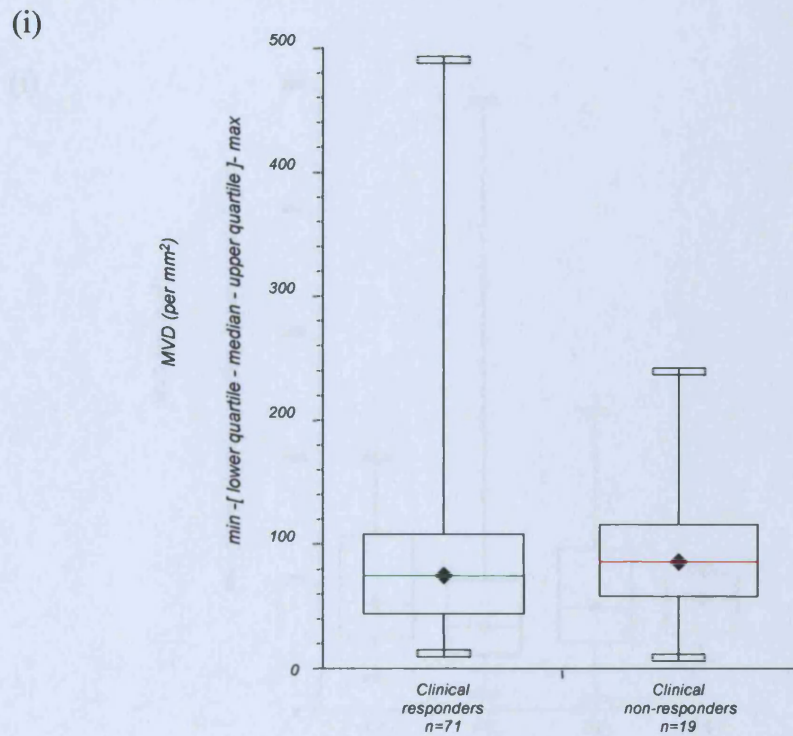 (i)
MVD (per mm²)
min -[ lower quartile - median - upper quartile ]- max
500
400
300
200
100
0
Clinical
responders
n=71
Clinical
non-responders
n=19